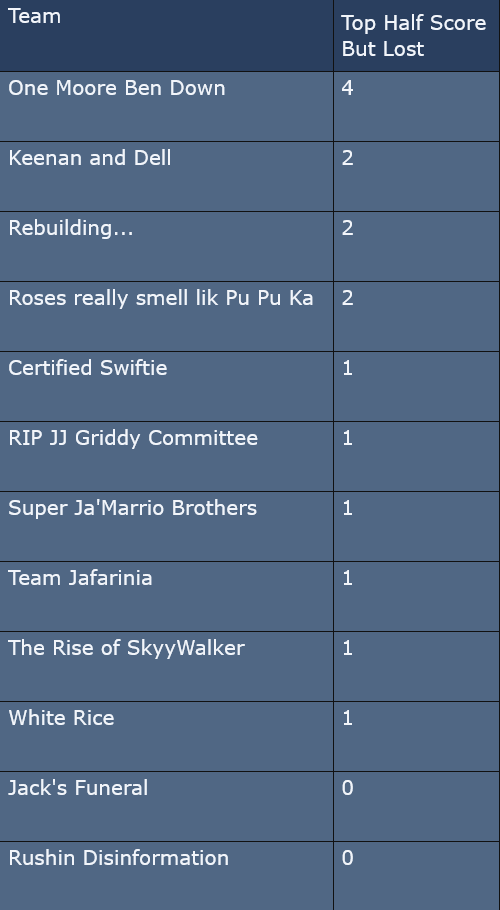 Team
Top Half Score
But Lost
One Moore Ben Down 4
Keenan and Dell 2
Rebuilding... 2
Roses really smell lik Pu Pu Ka 2
Certified Swiftie 1
RIP JJ Griddy Committee 1
Super Ja'Marrio Brothers 1
Team Jafarinia 1
The Rise of SkyyWalker 1
White Rice 1
Jack's Funeral 0
Rushin Disinformation 0